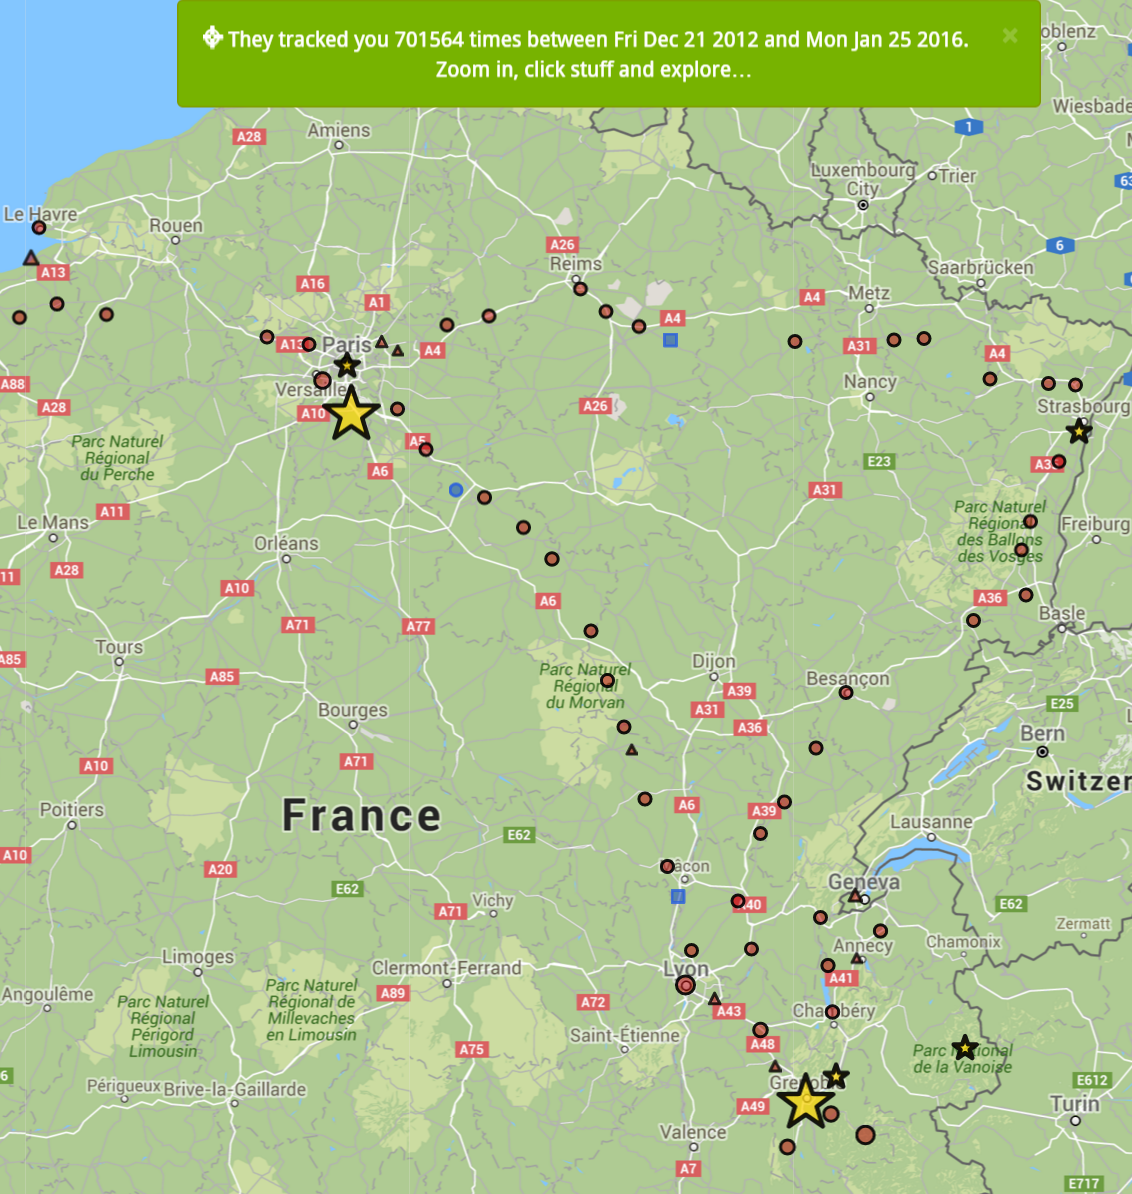 They tracked you 701564 times between Fri Dec 21 2012 and Mon Jan 25 2016.
Zoom in, click stuff and explore...
×
oblenz
Wiesbade
Amiens
A28
1
Luxembourg
City
Trier
63
Le Havre
Rouen
A26
6
A13
Reims
Saarbrücken
A16
A1
A4
Metz
A4
A13
Paris
A4
A31
A4
A88
Versaille
Nancy
A28
A10
A26
Strasbourg
Parc Naturel
Régional
du Perche
A5
A6
E23
A3
A31
A11
Parc Naturel
Régiona
des Ballons
des Vosges
Le Mans
Freiburg
Orléans
11
A28
A10
A6
A36
Basle
A71
A77
Tours
A85
Parc Naturel
Régional
du Morvan
Dijon
Besançon
A85
A39
A31
Bourges
A36
E25
Bern
A10
A71
Switzer
Poitiers
France
A6
A39
E62
Lausanne
A10
A20
âcon
E62
Geneva
A71
Vichy
A40
E62
Zermatt
Limoges
Clermont-Ferrand
Lyon
Annecy
Chamonix
Angoulême
Parc Naturel
Régional
Périgord
Limousin
Parc Naturel
Régional de
Millevaches
en Limousin
A89
A72
A43
A41
Chambéry
Saint-Étienne
A48
A75
Parc National
de la Vanoise
6
Périgueux
Brive-la-Gaillarde
Grenoble
E612
A49
Turin
Valence
A7
E717